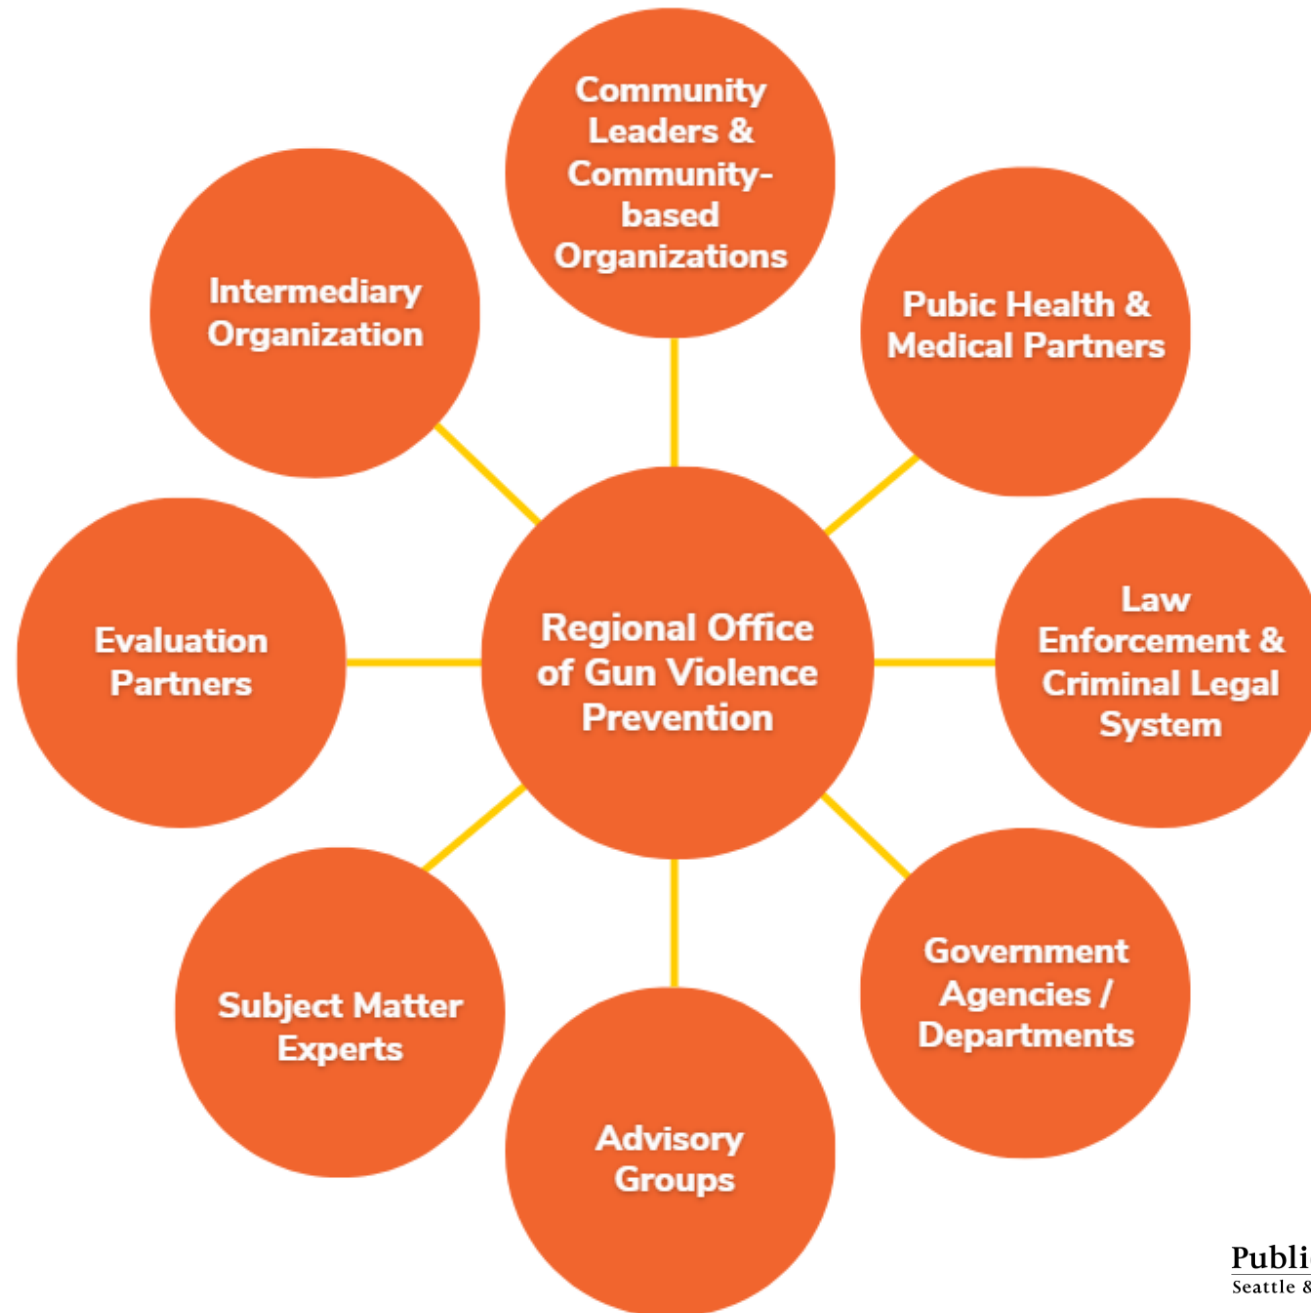 Community
Leaders &
Community-
based
Organizations
Intermediary
Organization
Pubic Health &
Medical Partners
Law
Enforcement &
Criminal Legal
System
Evaluation
Partners
Regional Office
of Gun Violence
Prevention
Government
Agencies /
Departments
Subject Matter
Experts
Advisory
Groups
Seattle &